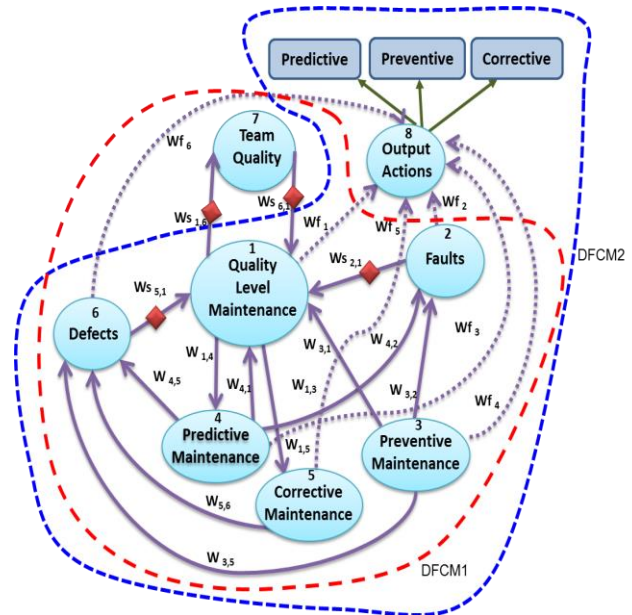 Predictive
Preventive
Corrective
7
Team
Quality
8
Output
Actions
Wf 6
Ws 1,6
Ws 6,1
Wf 1
Wf 5
Wf 2
1
Quality
Level
Maintenance
Ws 2,1
2
Faults
DFCM2
Ws 5,1
6
Defects
Wf 3
W 3,1
W 4,2
W 1,4
W 4,1
W 1,3
W 3,2
W 4,5
Wf 4
4
Predictive
Maintenance
3
Preventive
Maintenance
W 1,5
5
Corrective
Maintenance
W 5,6
W 3,5
DFCM1